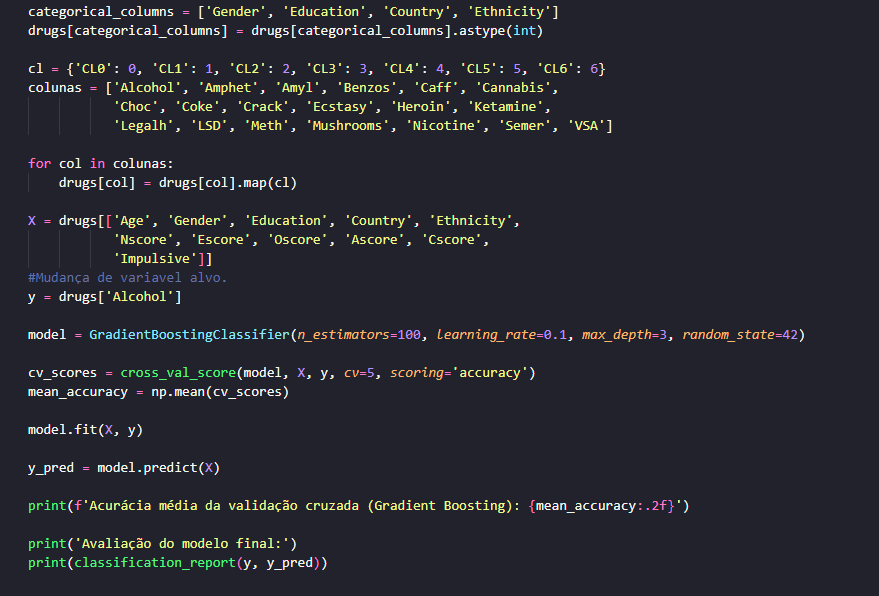 categorical_columns = ['Gender', 'Education', 'Country', 'Ethnicity']
drugs[categorical_columns] = drugs[categorical_columns].astype(int)
cl = {'CL0': 0, 'CL1': 1, 'CL2': 2, 'CL3': 3, 'CL4': 4, 'CL5': 5, 'CL6': 6}
colunas = ['Alcohol', 'Amphet', 'Amyl', 'Benzos', 'Caff', 'Cannabis',
'Choc', 'Coke', 'Crack', 'Ecstasy', 'Heroin', 'Ketamine',
'Legalh', 'LSD', 'Meth', 'Mushrooms', 'Nicotine', 'Semer', 'VSA']
for col in colunas:
drugs[col] = drugs[col].map(cl)
X = drugs[['Age', 'Gender', 'Education', 'Country', 'Ethnicity',
'Nscore', 'Escore', 'Oscore', 'Ascore', 'Cscore',
'Impulsive']]
#Mudança de variavel alvo.
y = drugs['Alcohol']
model = GradientBoostingClassifier(n_estimators=100, learning_rate=0.1, max_depth=3, random_state=42)
cv_scores = cross_val_score(model, X, y, cv=5, scoring='accuracy')
mean_accuracy = np.mean(cv_scores)
model.fit(X, y)
y_pred = model.predict(X)
print(f'Acurácia média da validação cruzada (Gradient Boosting): {mean_accuracy:.2f}')
print('Avaliação do modelo final:')
print(classification_report(y, y_pred))